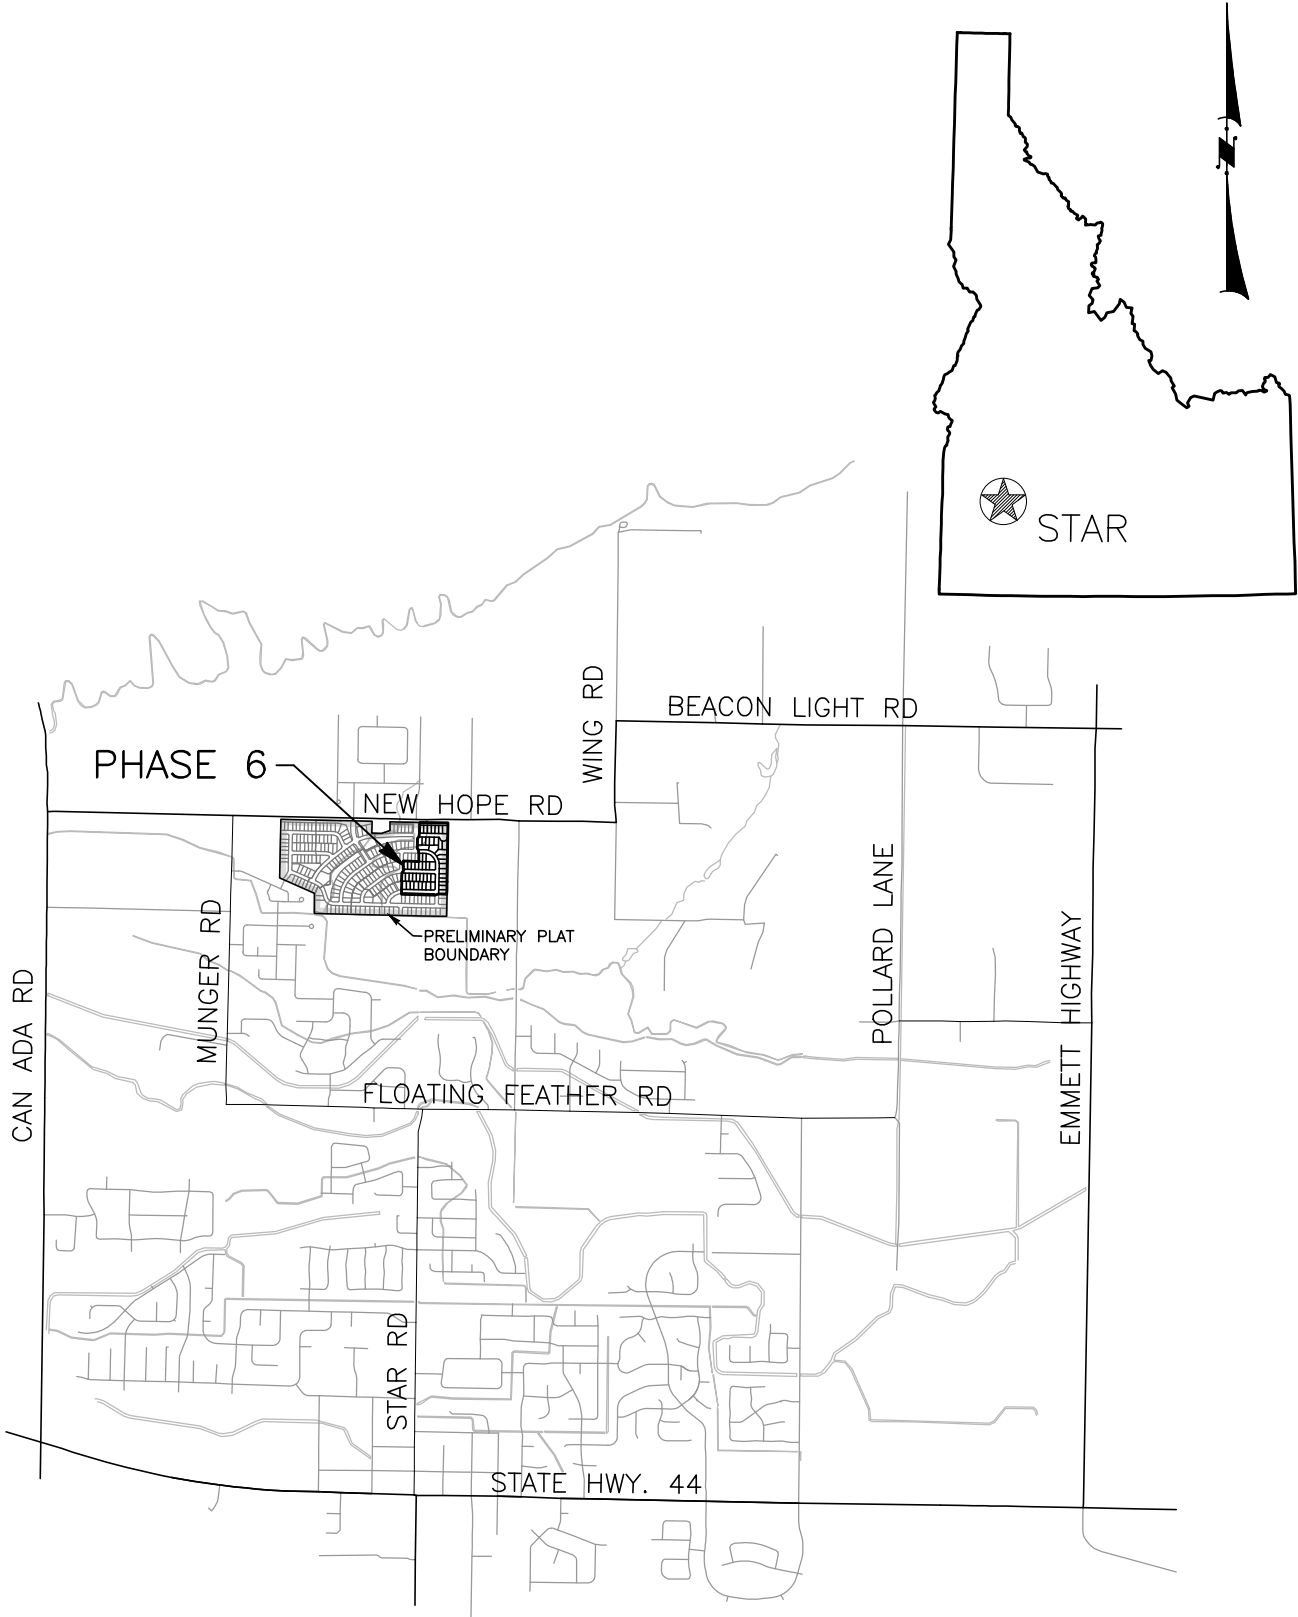 N
STAR
WING RD
BEACON LIGHT RD
PHASE 6
NEW HOPE RD
POLLARD LANE
MUNGER RD
EMMETT HIGHWAY
PRELIMINARY PLAT
BOUNDARY
CAN ADA RD
FLOATING FEATHER RD
STAR RD
STATE HWY. 44